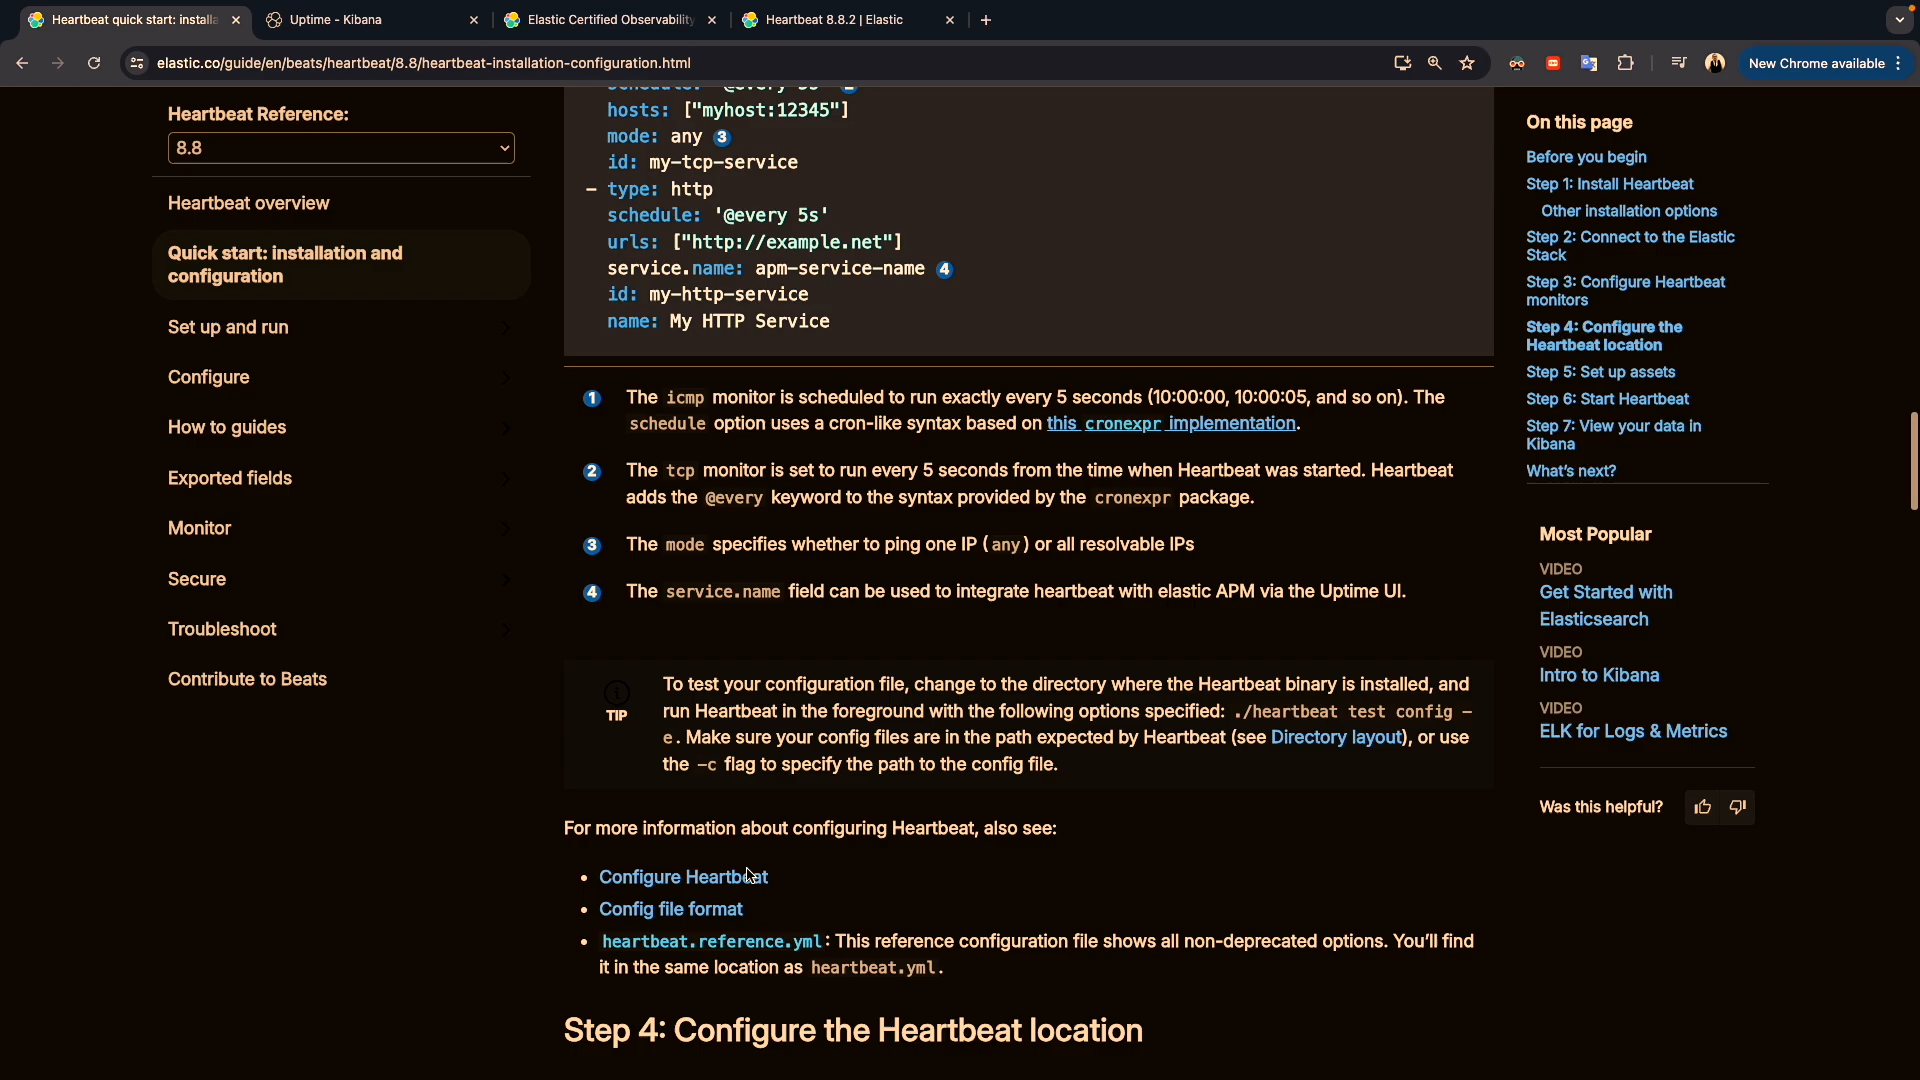 Heartbeat quick start: installa
Uptime - Kibana
Elastic Certified Observability
Heartbeat 8.8.2 | Elastic
elastic.co/guide/en/beats/heartbeat/8.8/heartbeat-installation-configuration.html
New Chrome available
Heartbeat Reference:
8.8
Heartbeat overview
Quick start: installation and
configuration
Set up and run
Configure
How to guides
Exported fields
Monitor
Secure
Troubleshoot
Contribute to Beats
schedule: '@every 5s' 2
hosts: ["myhost:12345"]
mode: any 3
id: my-tcp-service
- type: http
schedule: '@every 5s'
urls: ["http://example.net"]
service.name: apm-service-name 4
id: my-http-service
name: My HTTP Service
1 The icmp monitor is scheduled to run exactly every 5 seconds (10:00:00, 10:00:05, and so on). The
schedule option uses a cron-like syntax based on this cronexpr implementation.
2 The tcp monitor is set to run every 5 seconds from the time when Heartbeat was started. Heartbeat
adds the @every keyword to the syntax provided by the cronexpr package.
3 The mode specifies whether to ping one IP (any) or all resolvable IPs
4 The service.name field can be used to integrate heartbeat with elastic APM via the Uptime UI.
TIP
To test your configuration file, change to the directory where the Heartbeat binary is installed, and
run Heartbeat in the foreground with the following options specified: ./heartbeat test config -
e. Make sure your config files are in the path expected by Heartbeat (see Directory layout), or use
the -c flag to specify the path to the config file.
For more information about configuring Heartbeat, also see:
• Configure Heartbeat
• Config file format
• heartbeat.reference.yml: This reference configuration file shows all non-deprecated options. You'll find
it in the same location as heartbeat.yml.
Step 4: Configure the Heartbeat location
On this page
Before you begin
Step 1: Install Heartbeat
Other installation options
Step 2: Connect to the Elastic
Stack
Step 3: Configure Heartbeat
monitors
Step 4: Configure the
Heartbeat location
Step 5: Set up assets
Step 6: Start Heartbeat
Step 7: View your data in
Kibana
What's next?
Most Popular
VIDEO
Get Started with
Elasticsearch
VIDEO
Intro to Kibana
VIDEO
ELK for Logs & Metrics
Was this helpful?